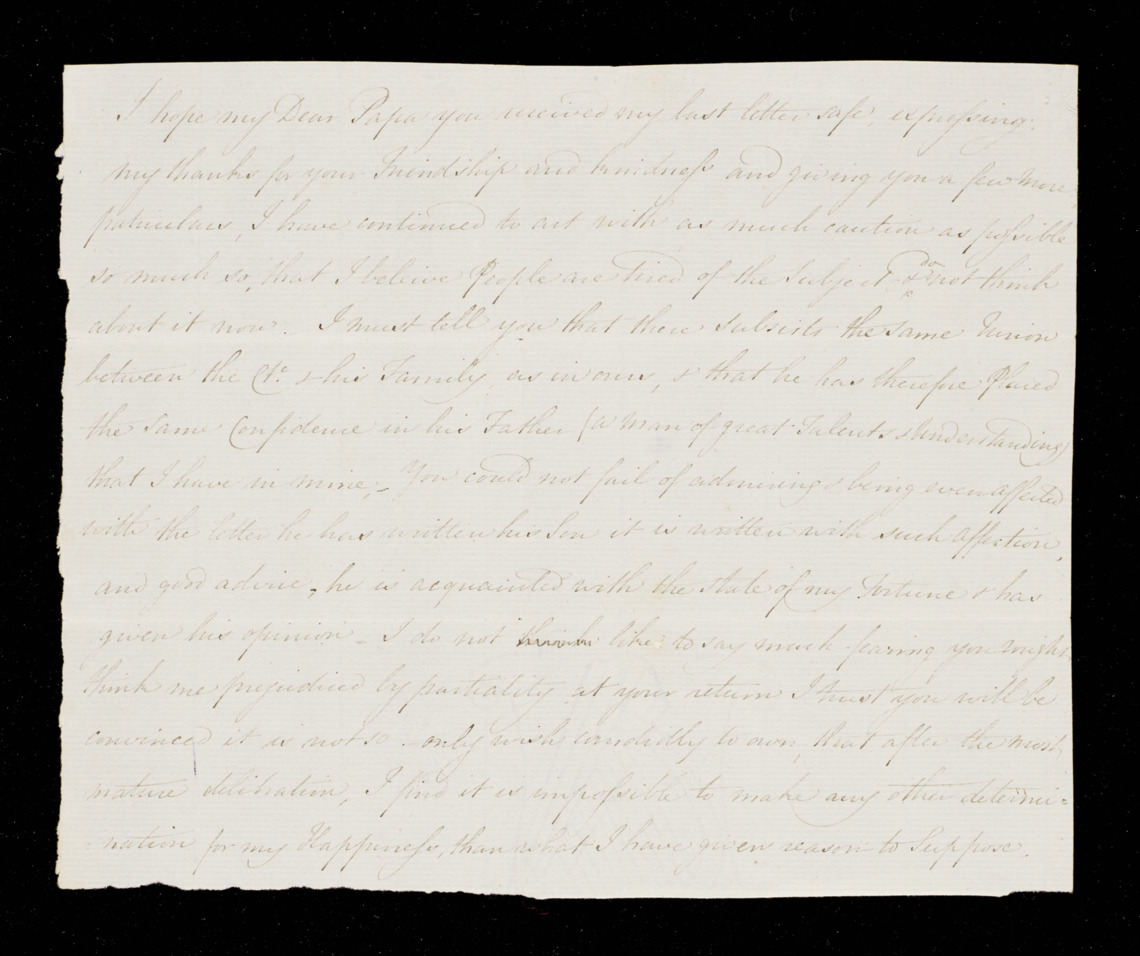 I hope my Dear Papa you received my last letter safe, expressing
my thanks for your Friendship and kindness and giving you a few more
paticulars, I have continued to act with as much caution as possible
so much so, that I believe People are tired of the Subject & do not think
about it now. I must tell you that there subsists the same Union
between the Ct. & his Family, as in ours, & that he has therefore Placed
the same Confidence in his Father (a man of great Talents & Understanding)
that I have in mine,- You could not fail of admiring & being even affected
with the letter he has written his Son it is written with such affection,
and good advice, he is acquainted with the state of my Fortune & has
given his opinion - I do not think like to say much fearing you might
think me prejudiced by partiality at your return I trust you will be
convinced it is not so. only wish candidly to own, that after the most
mature delibration, I find it is impossible to make any other determi=
nation for my Happiness, than what I have given reason to Suppose.